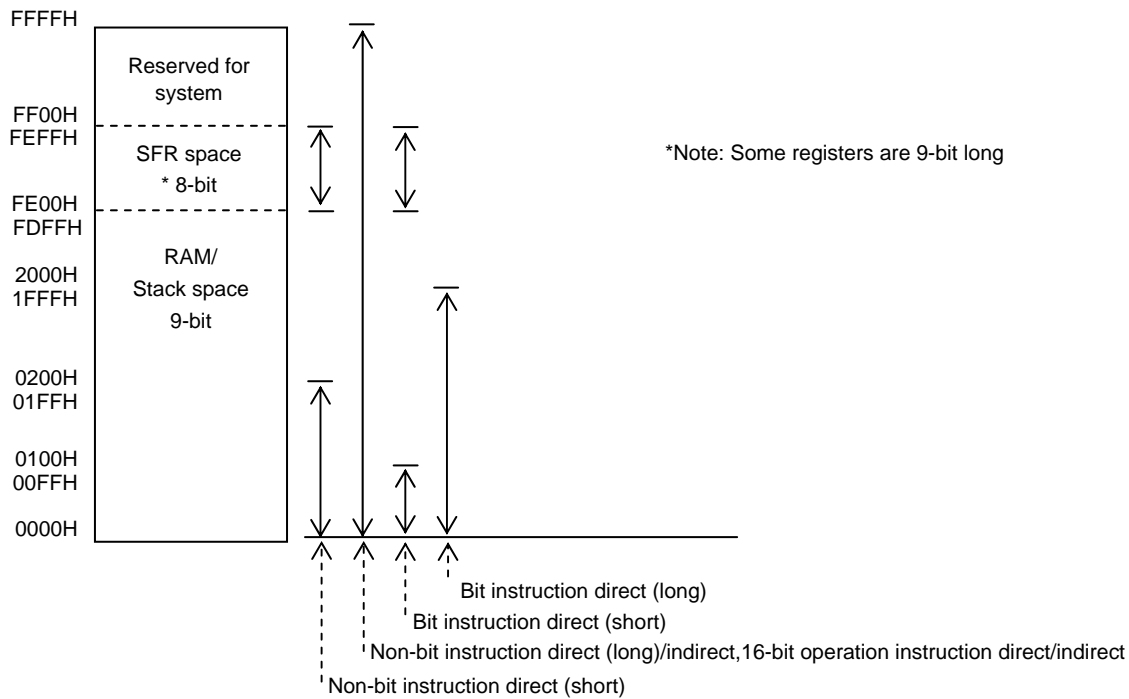 FFFFH
Reserved for
system
FF00H
FEFFH
SFR space
* 8-bit
*Note: Some registers are 9-bit long
FE00H
FDFFH
RAM/
Stack space
9-bit
2000H
1FFFH
0200H
01FFH
0100H
00FFH
0000H
Bit instruction direct (long)
Bit instruction direct (short)
Non-bit instruction direct (long)/indirect,16-bit operation instruction direct/indirect
Non-bit instruction direct (short)